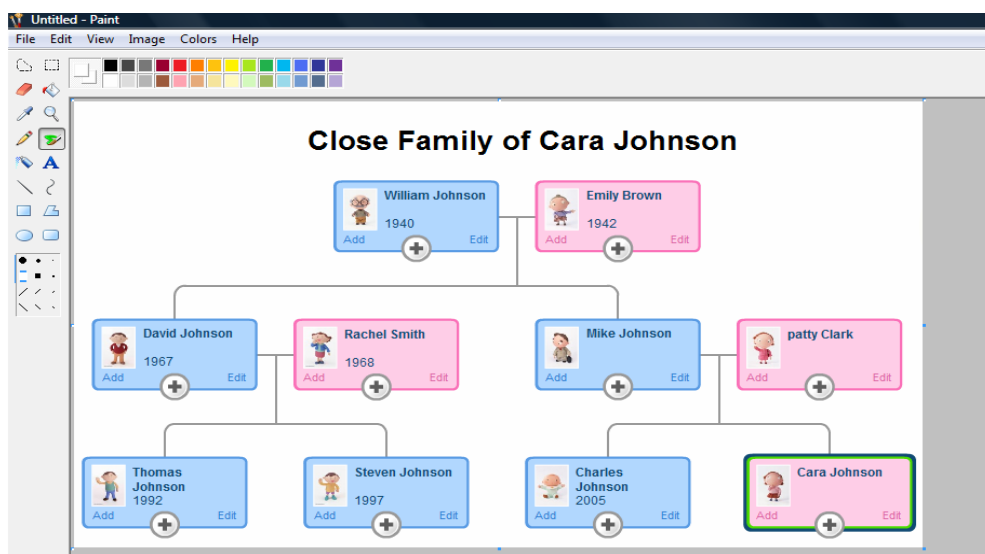 Untitled - Paint
File Edit View Image Colors Help
Close Family of Cara Johnson
William Johnson
1940
Add Edit
Emily Brown
1942
Add Edit
David Johnson
1967
Add Edit
Rachel Smith
1968
Add Edit
Mike Johnson
Add Edit
patty Clark
Add Edit
Thomas
Johnson
1992
Add Edit
Steven Johnson
1997
Add Edit
Charles
Johnson
2005
Add Edit
Cara Johnson
Add Edit